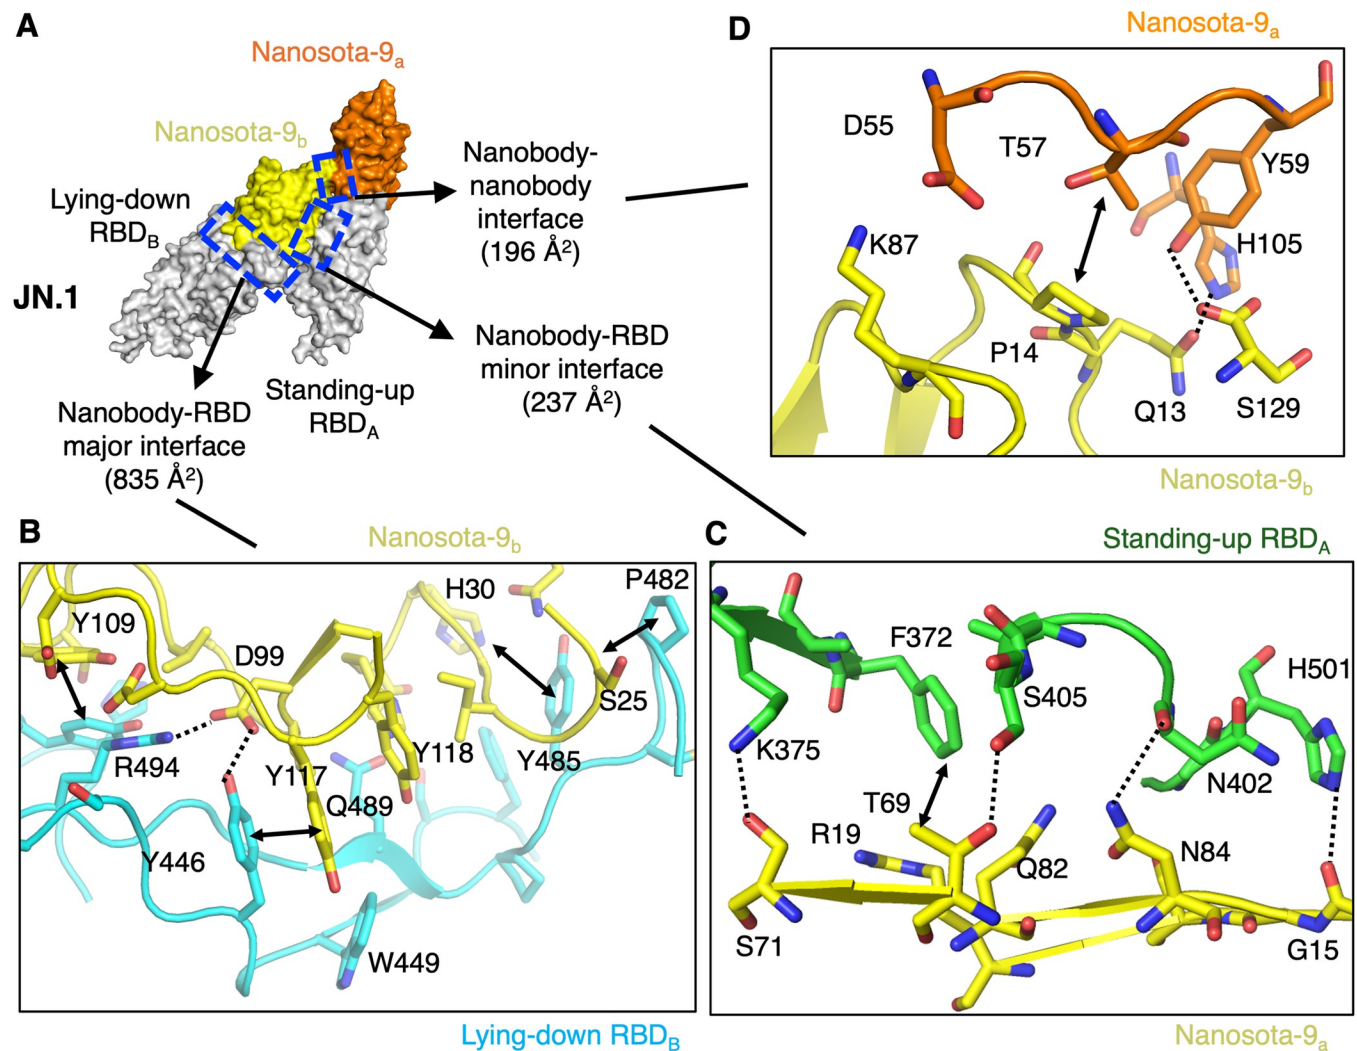 A
Nanosota-9a
Nanosota-9b
Lying-down
RBDB
JN.1
Nanobody-
nanobody
interface
(196 Å2)
Nanobody-RBD
minor interface
(237 Å2)
Standing-up
RBDA
Nanobody-RBD
major interface
(835 Å2)
D
Nanosota-9a
D55
T57
Y59
K87
H105
P14
Q13
S129
Nanosota-9b
B
Nanosota-9b
P482
H30
Y109
D99
S25
R494
Y118
Y485
Y117
Q489
Y446
W449
Lying-down RBDB
C
Standing-up RBDA
F372
H501
S405
K375
N402
T69
R19
Q82
N84
S71
G15
Nanosota-9a